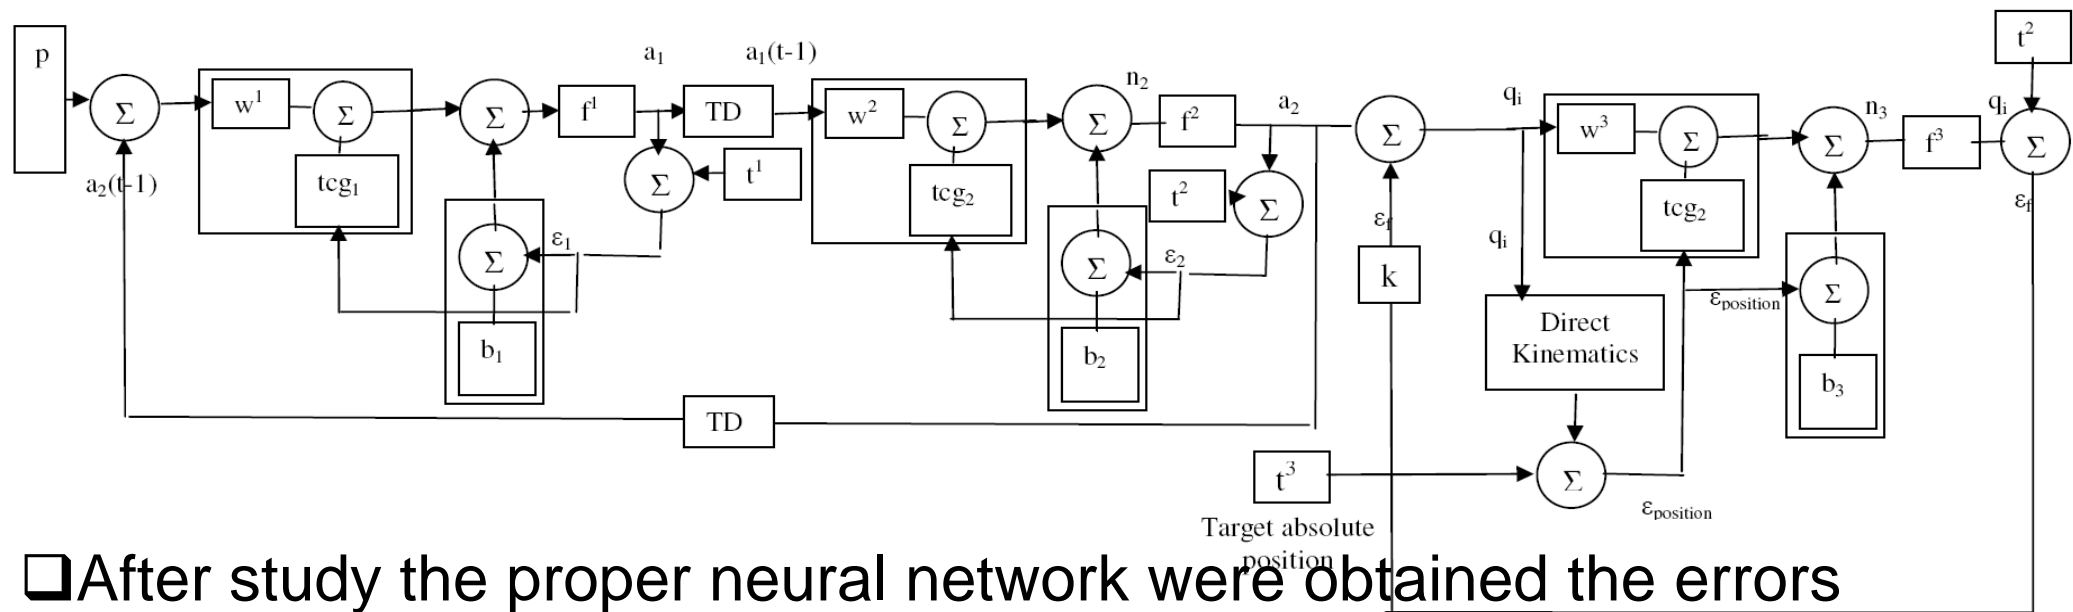 p
Σ
a₂(t-1)
w¹
Σ
tcg₁
Σ
Σ
b₁
ε₁
f¹
a₁
TD
a₁(t-1)
Σ
t¹
w²
Σ
tcg₂
Σ
n₂
f²
a₂
t²
Σ
Σ
ε₂
b₂
TD
Σ
εf
k
qᵢ
qᵢ
w³
Σ
tcg₂
Σ
n₃
f³
qᵢ
t²
Σ
εf
Direct
Kinematics
εposition
Σ
b₃
t³
Σ
εposition
Target absolute
position
❑After study the proper neural network were obtained the errors